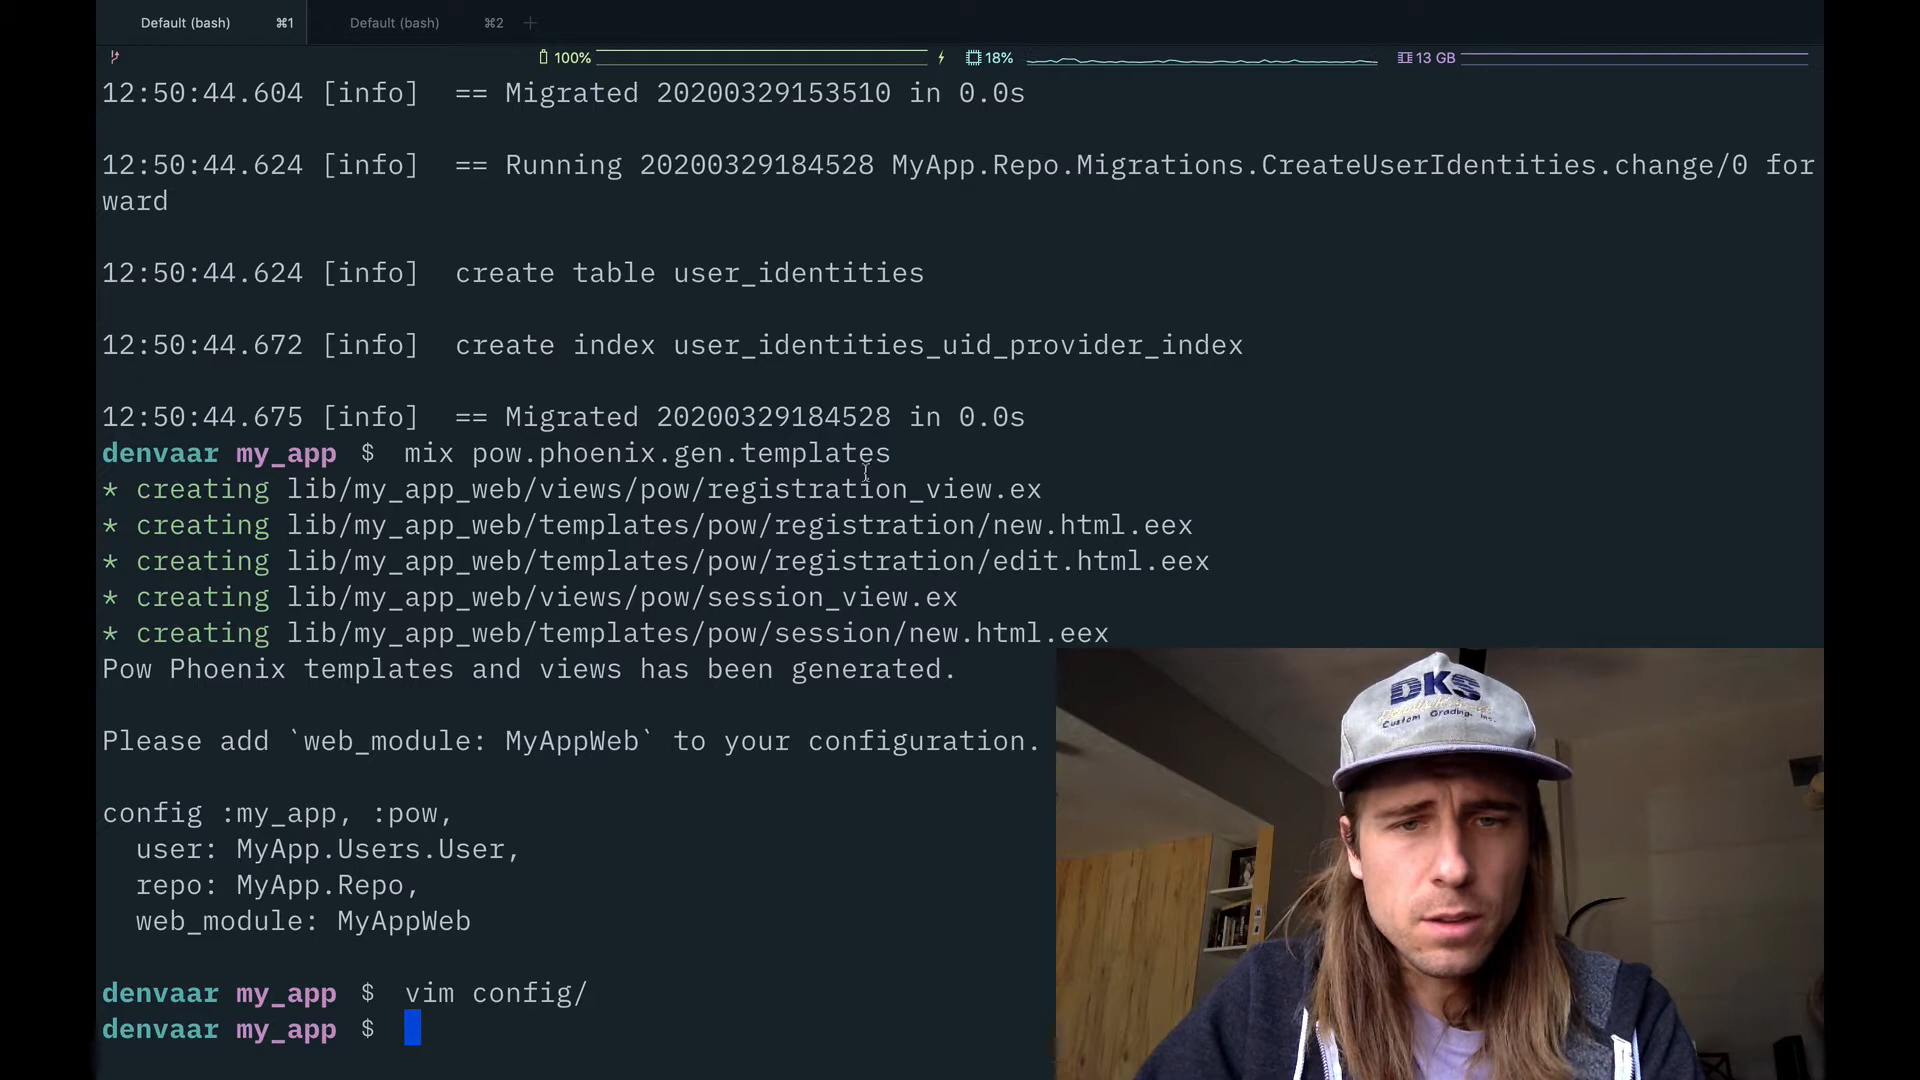 Default (bash) ⌘1 Default (bash) ⌘2 +
100% 18% 13 GB
12:50:44.604 [info]  == Migrated 20200329153510 in 0.0s
12:50:44.624 [info]  == Running 20200329184528 MyApp.Repo.Migrations.CreateUserIdentities.change/0 for
ward
12:50:44.624 [info]  create table user_identities
12:50:44.672 [info]  create index user_identities_uid_provider_index
12:50:44.675 [info]  == Migrated 20200329184528 in 0.0s
denvaar my_app $  mix pow.phoenix.gen.templates
* creating lib/my_app_web/views/pow/registration_view.ex
* creating lib/my_app_web/templates/pow/registration/new.html.eex
* creating lib/my_app_web/templates/pow/registration/edit.html.eex
* creating lib/my_app_web/views/pow/session_view.ex
* creating lib/my_app_web/templates/pow/session/new.html.eex
Pow Phoenix templates and views has been generated.
Please add `web_module: MyAppWeb` to your configuration.
config :my_app, :pow,
  user: MyApp.Users.User,
  repo: MyApp.Repo,
  web_module: MyAppWeb
denvaar my_app $  vim config/
denvaar my_app $
DKS
Custom Grading, Inc.